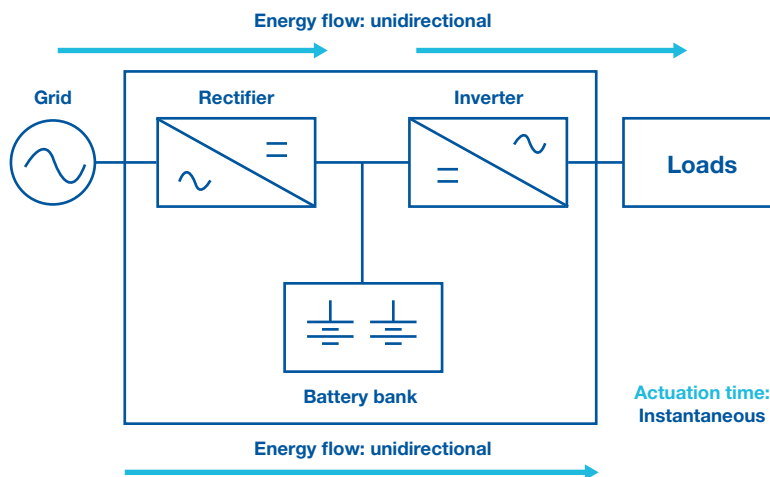 Energy flow: unidirectional
Grid
Rectifier
Inverter
Loads
Battery bank
Actuation time:
Instantaneous
Energy flow: unidirectional